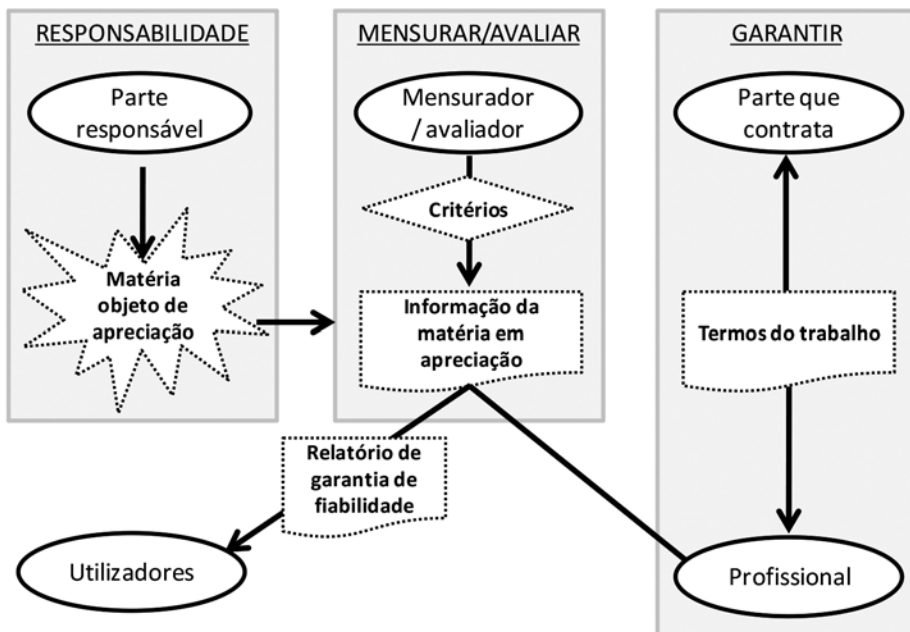 RESPONSABILIDADE
Parte
responsável
Matéria
objeto de
apreciação
MENSURAR/AVALIAR
Mensurador
/ avaliador
Critérios
Informação da
matéria em
apreciação
GARANTIR
Parte que
contrata
Termos do trabalho
Relatório de
garantia de
fiabilidade
Utilizadores
Profissional